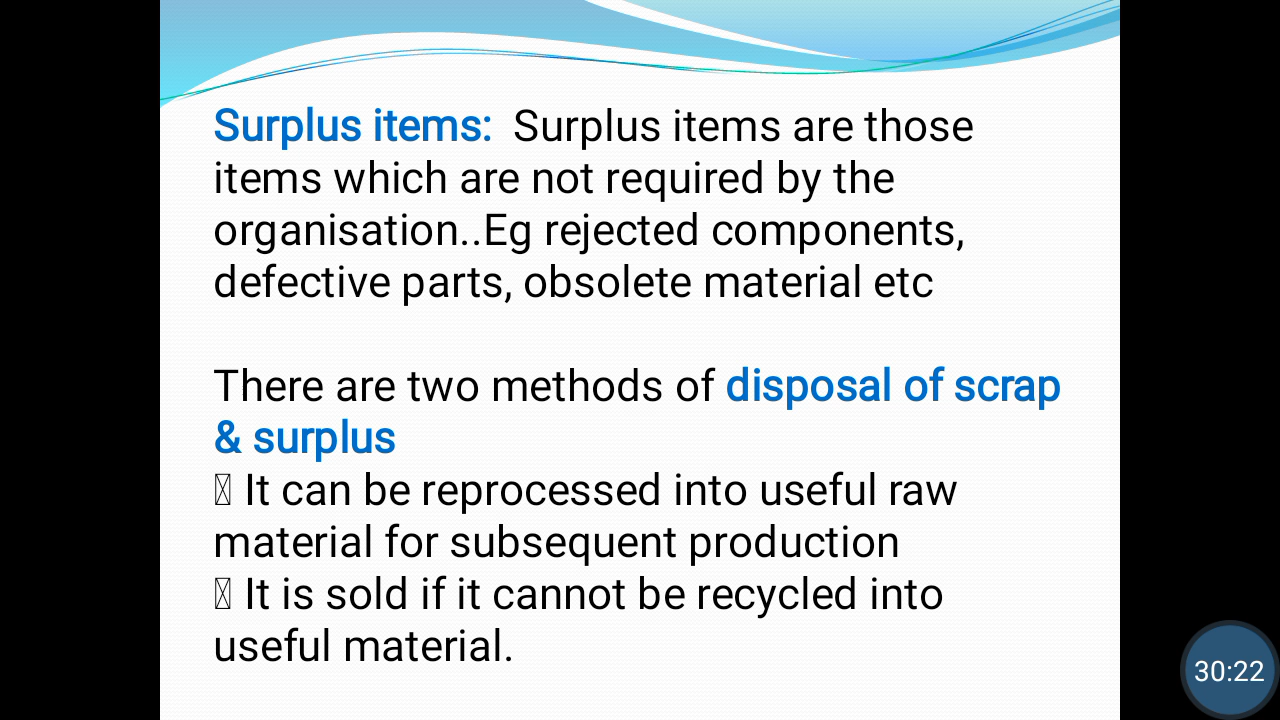 Surplus items: Surplus items are those
items which are not required by the
organisation..Eg rejected components,
defective parts, obsolete material etc
There are two methods of disposal of scrap
& surplus
It can be reprocessed into useful raw
material for subsequent production
It is sold if it cannot be recycled into
useful material.
30:22